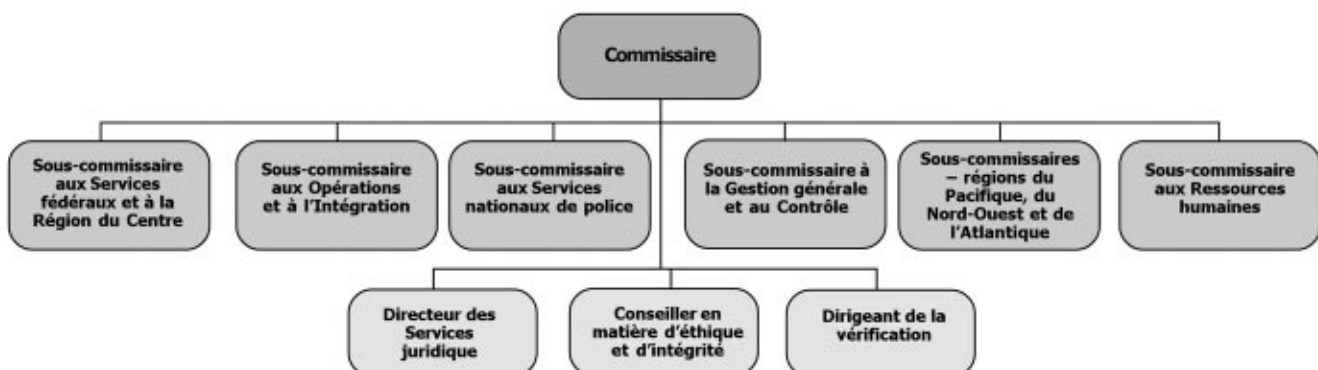 Commissaire
Sous-commissaire
aux Services
fédéraux et à la
Région du Centre
Sous-commissaire
aux Opérations
et à l'Intégration
Sous-commissaire
aux Services
nationaux de police
Sous-commissaire à
la Gestion générale
et au Contrôle
Sous-commissaires
– régions du
Pacifique, du
Nord-Ouest et de
l'Atlantique
Sous-commissaire
aux Ressources
humaines
Directeur des
Services
juridique
Conseiller en
matière d'éthique
et d'intégrité
Dirigeant de la
vérification